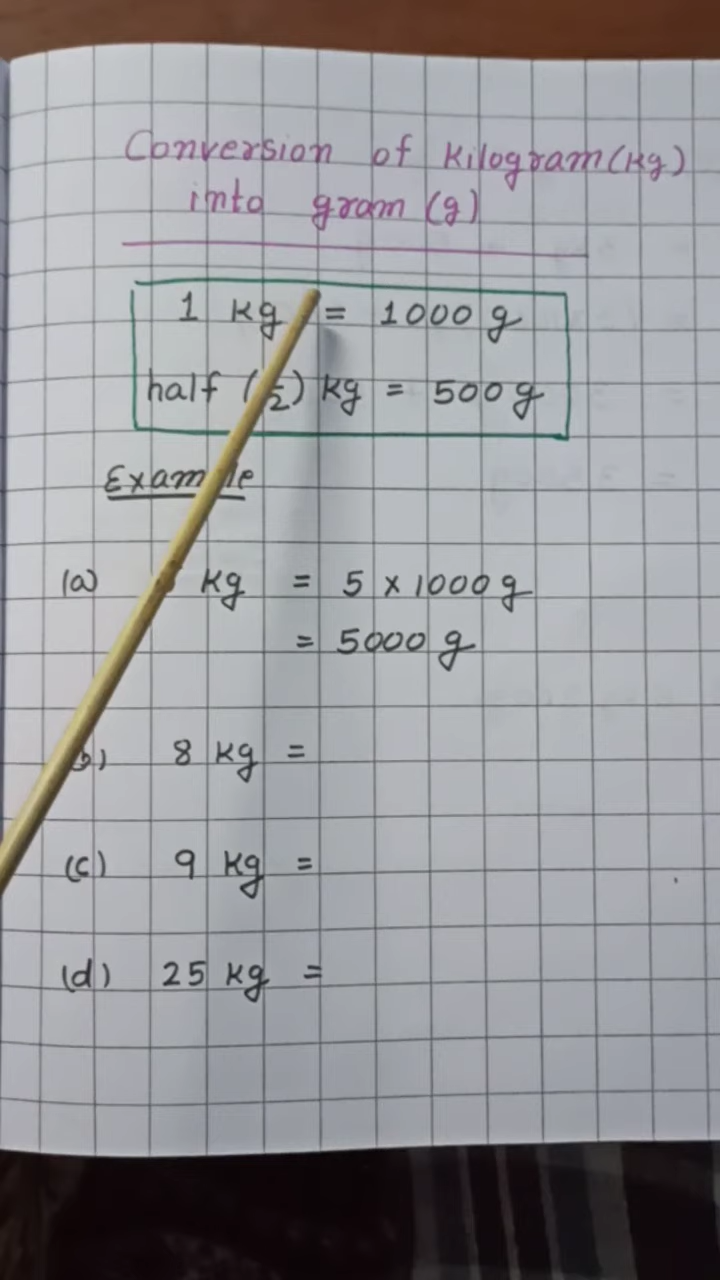 Conversion of Kilogram(kg)
into gram (g)
1 kg = 1000 g
half (1/2) kg = 500 g
Example
(a) kg = 5 x 1000 g
= 5000 g
(b) 8 kg =
(c) 9 kg =
(d) 25 kg =